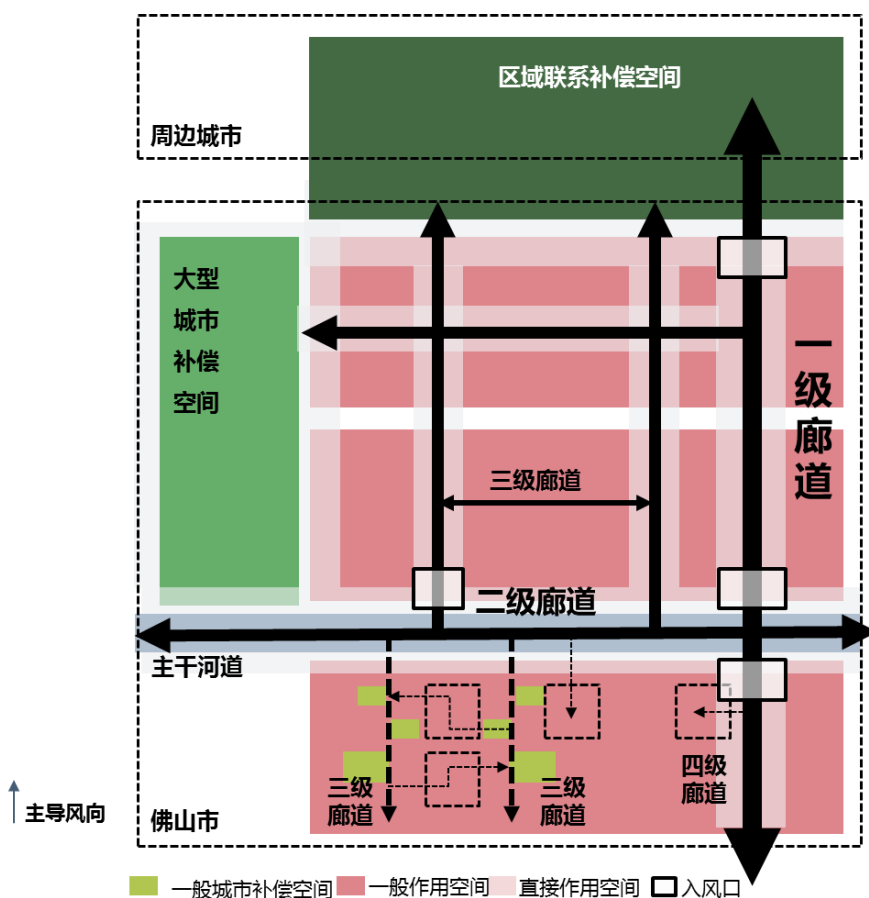 区域联系补偿空间
周边城市
大型
城市
补偿
空间
一级廊道
三级廊道
二级廊道
主干河道
三级
廊道
三级
廊道
四级
廊道
主导风向
佛山市
一般城市补偿空间
一般作用空间
直接作用空间
入风口